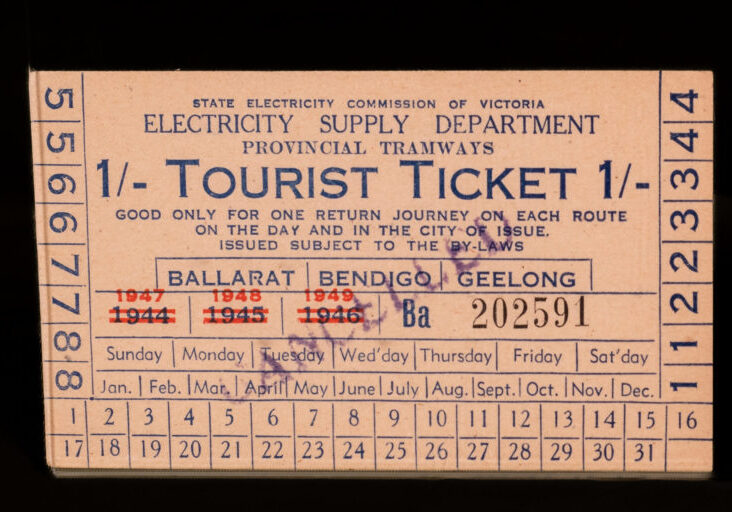 STATE ELECTRICITY COMMISSION OF VICTORIA
ELECTRICITY SUPPLY DEPARTMENT
PROVINCIAL TRAMWAYS
1/- TOURIST TICKET 1/-
GOOD ONLY FOR ONE RETURN JOURNEY ON EACH ROUTE
ON THE DAY AND IN THE CITY OF ISSUE.
ISSUED SUBJECT TO THE BY-LAWS
BALLARAT BENDIGO GEELONG
1947 1948 1949
1944 1945 1946 Ba 202591
Sunday Monday Tuesday Wed'day Thursday Friday Sat'day
Jan. Feb. Mar. April May June July Aug. Sept. Oct. Nov. Dec.
1 2 3 4 5 6 7 8 9 10 11 12 13 14 15 16
17 18 19 20 21 22 23 24 25 26 27 28 29 30 31
5 5 6 6 7 7 8 8
4 4 3 3 2 2 1 1
CANCELLED